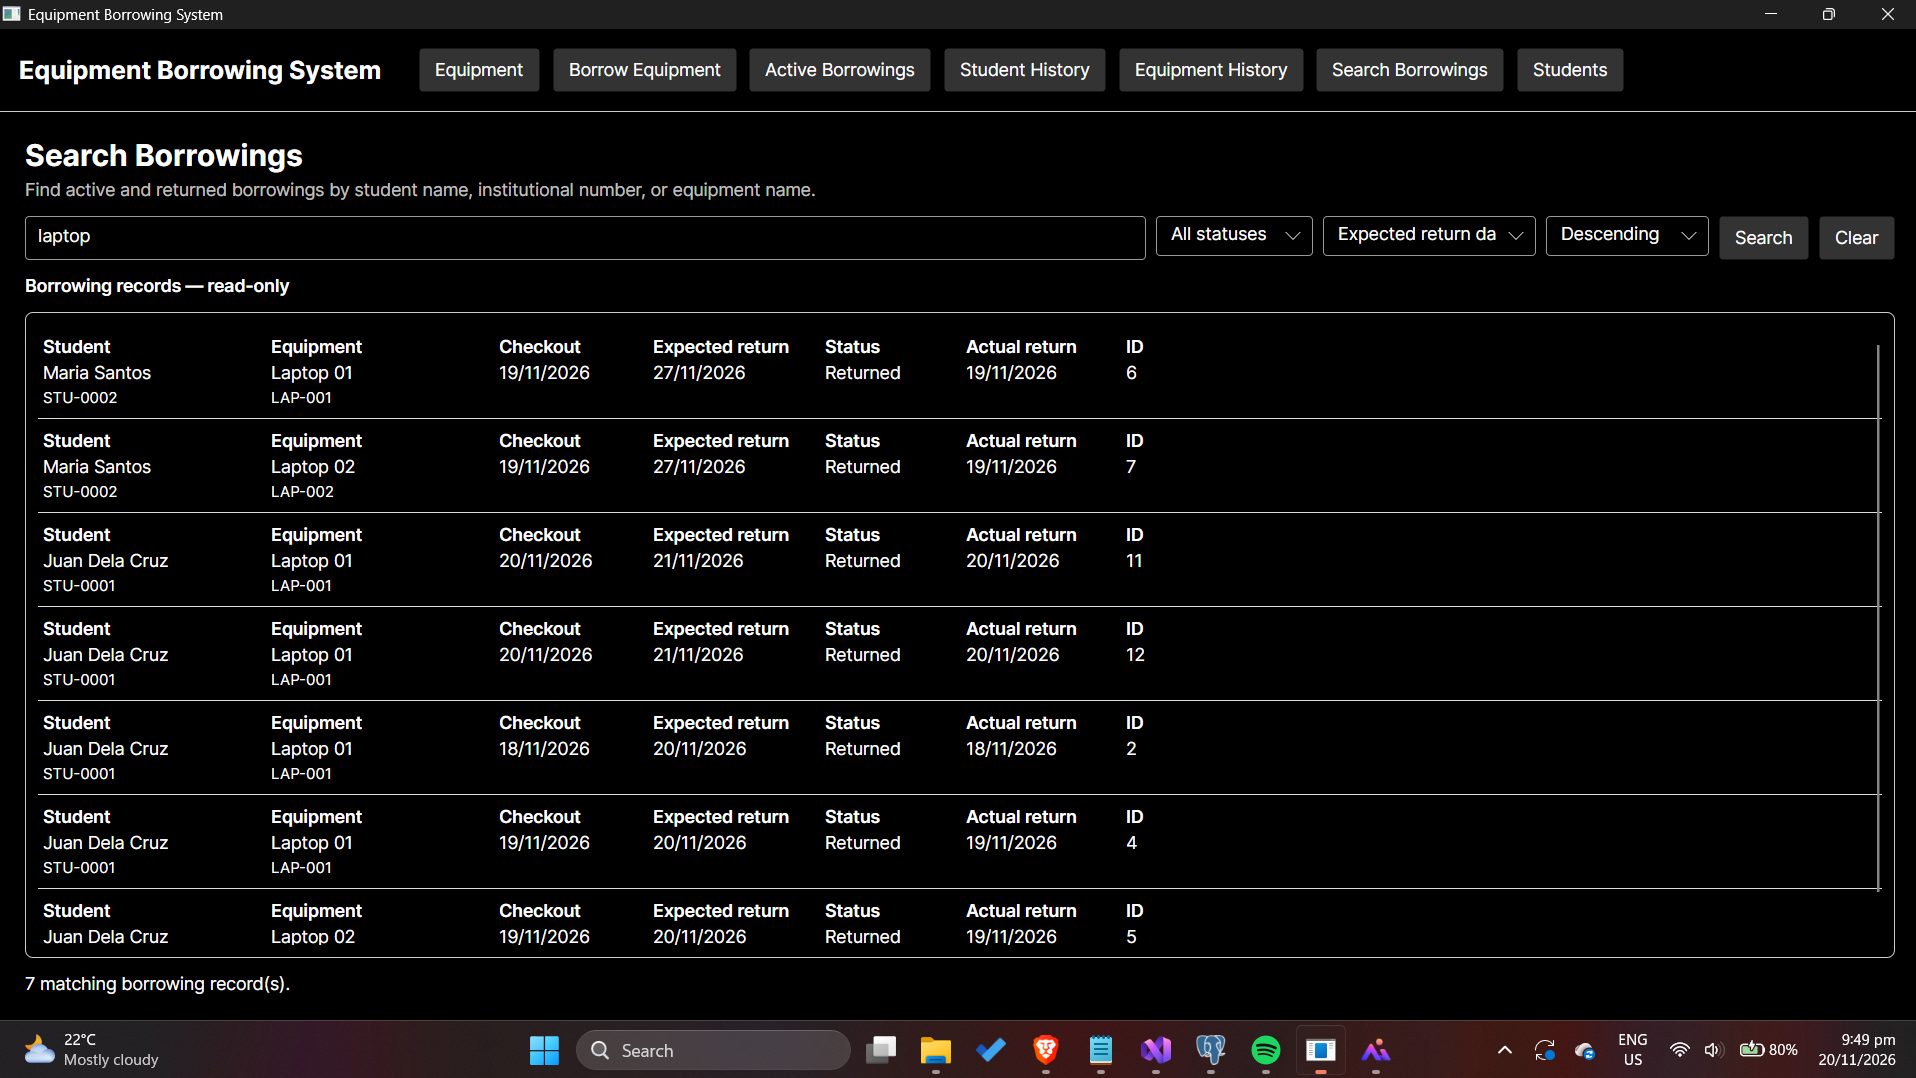 Equipment Borrowing System
Equipment Borrowing System Equipment Borrow Equipment Active Borrowings Student History Equipment History Search Borrowings Students
Search Borrowings
Find active and returned borrowings by student name, institutional number, or equipment name.
laptop All statuses Expected return da Descending Search Clear
Borrowing records — read-only
Student Equipment Checkout Expected return Status Actual return ID
Maria Santos Laptop 01 19/11/2026 27/11/2026 Returned 19/11/2026 6
STU-0002 LAP-001
Student Equipment Checkout Expected return Status Actual return ID
Maria Santos Laptop 02 19/11/2026 27/11/2026 Returned 19/11/2026 7
STU-0002 LAP-002
Student Equipment Checkout Expected return Status Actual return ID
Juan Dela Cruz Laptop 01 20/11/2026 21/11/2026 Returned 20/11/2026 11
STU-0001 LAP-001
Student Equipment Checkout Expected return Status Actual return ID
Juan Dela Cruz Laptop 01 20/11/2026 21/11/2026 Returned 20/11/2026 12
STU-0001 LAP-001
Student Equipment Checkout Expected return Status Actual return ID
Juan Dela Cruz Laptop 01 18/11/2026 20/11/2026 Returned 18/11/2026 2
STU-0001 LAP-001
Student Equipment Checkout Expected return Status Actual return ID
Juan Dela Cruz Laptop 01 19/11/2026 20/11/2026 Returned 19/11/2026 4
STU-0001 LAP-001
Student Equipment Checkout Expected return Status Actual return ID
Juan Dela Cruz Laptop 02 19/11/2026 20/11/2026 Returned 19/11/2026 5
7 matching borrowing record(s).
22°C
Mostly cloudy
Search
ENG
US
80%
9:49 pm
20/11/2026